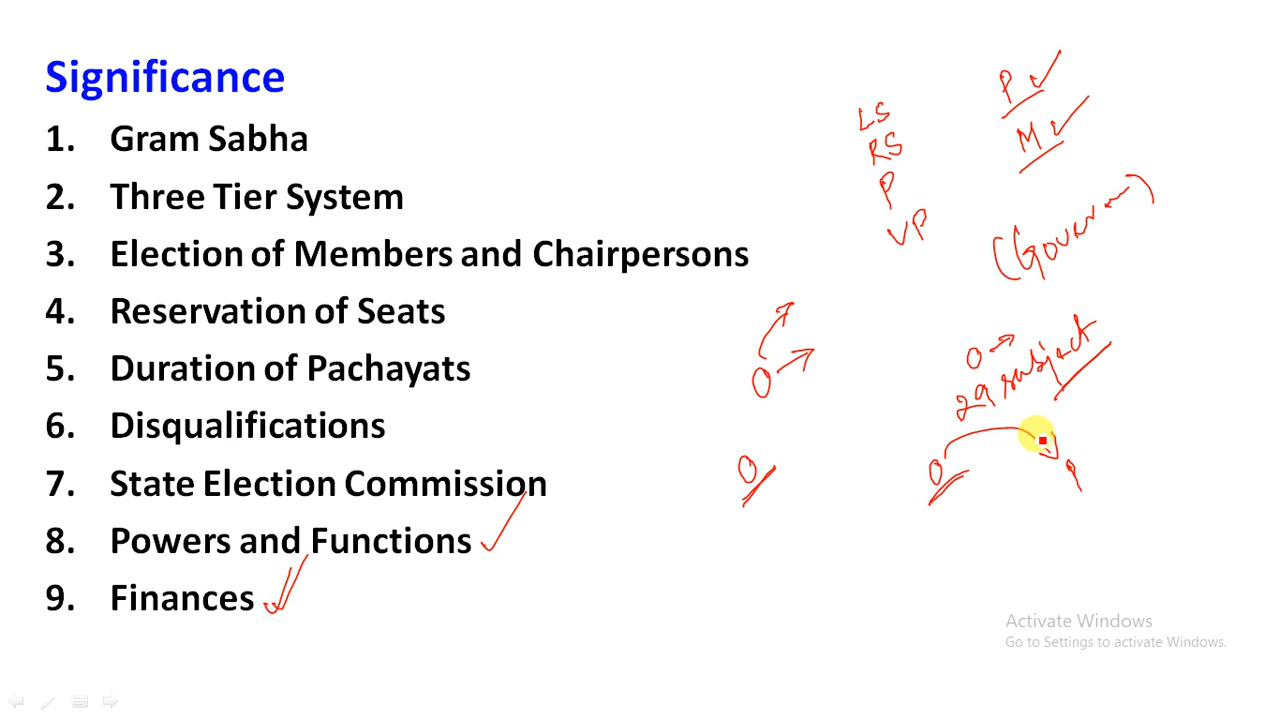 Significance
1. Gram Sabha
2. Three Tier System
3. Election of Members and Chairpersons
4. Reservation of Seats
5. Duration of Pachayats
6. Disqualifications
7. State Election Commission
8. Powers and Functions
9. Finances
P
M
LS
RS
P
VP
O
29 subject
O
O
O
P
Activate Windows
Go to Settings to activate Windows.